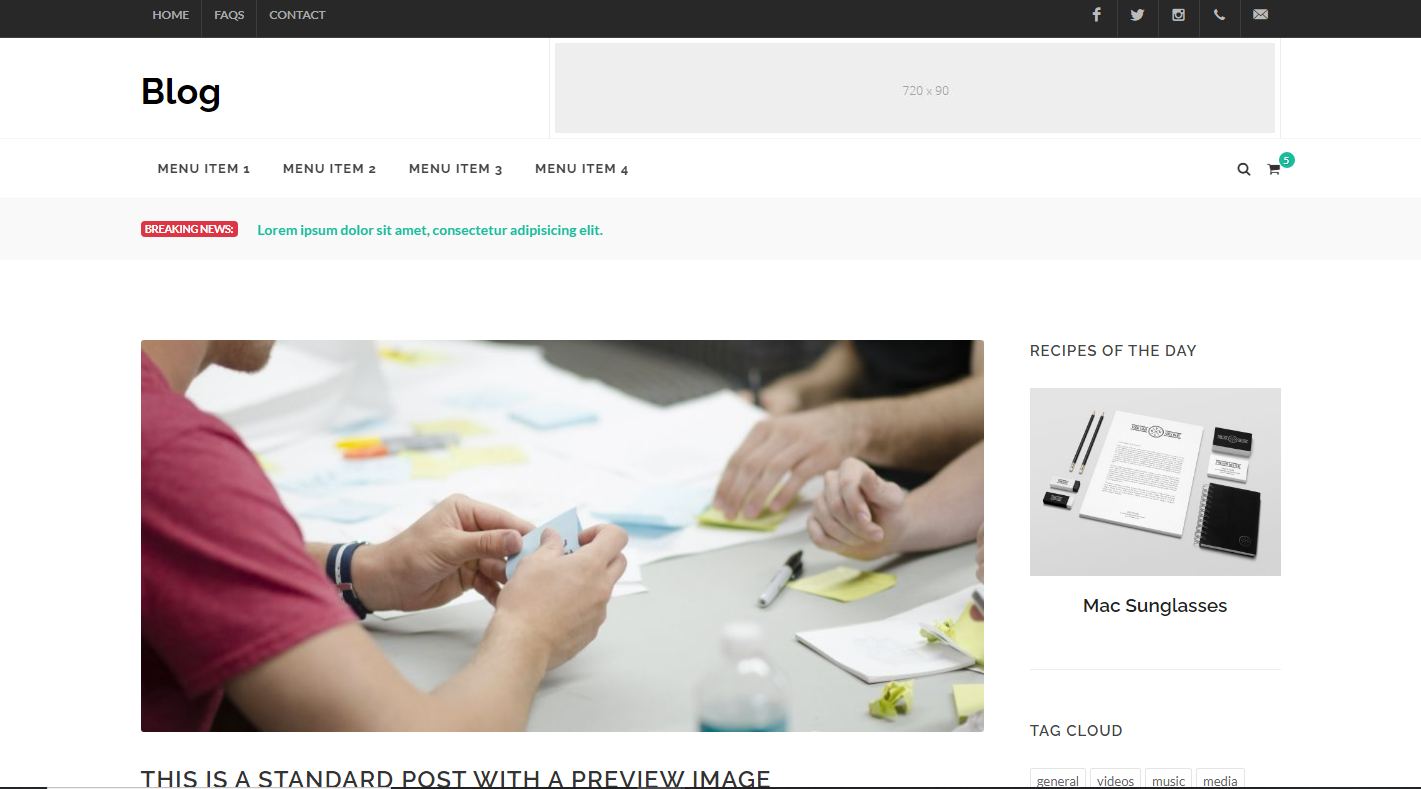 HOME FAQS CONTACT
Blog
720 x 90
MENU ITEM 1 MENU ITEM 2 MENU ITEM 3 MENU ITEM 4
5
BREAKING NEWS: Lorem ipsum dolor sit amet, consectetur adipisicing elit.
RECIPES OF THE DAY
Mac Sunglasses
TAG CLOUD
THIS IS A STANDARD POST WITH A PREVIEW IMAGE
general videos music media